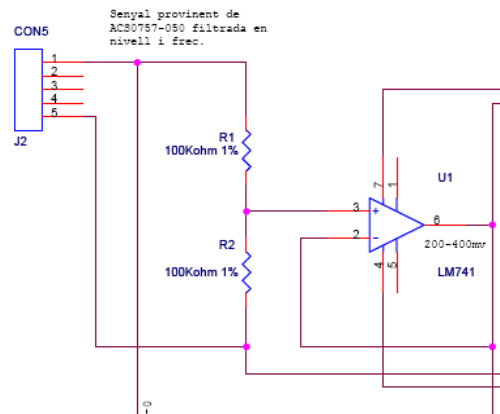 Senyal provinent de
ACS0757-050 filtrada en
nivell i frec.
CON5
1
2
3
4
5
J2
R1
100Kohm 1%
R2
100Kohm 1%
7
1
U1
3
+
6
2
-
200-400mv
4
5
LM741
0